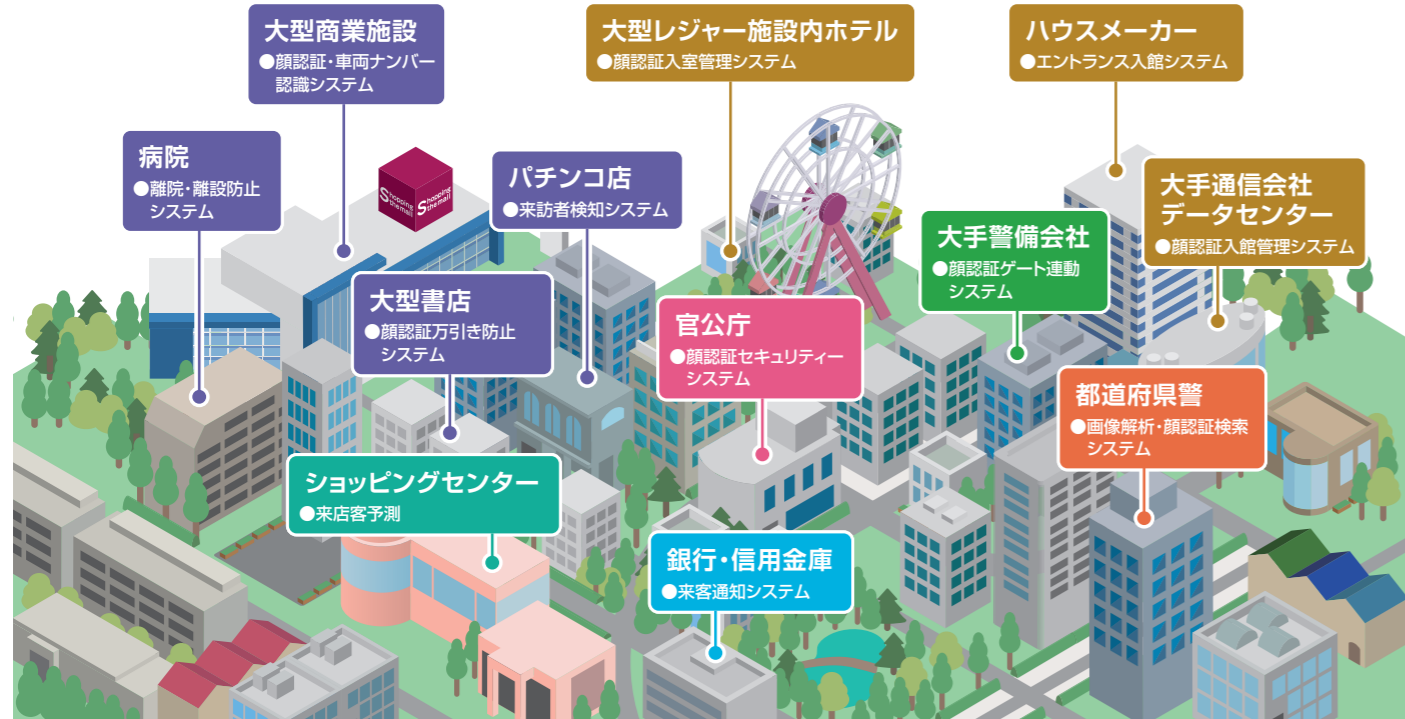 大型商業施設
●顔認証・車両ナンバー
認識システム
大型レジャー施設内ホテル
●顔認証入室管理システム
ハウスメーカー
●エントランス入館システム
病院
●離院・離設防止
システム
Shopping
the mall
Shopping
the mall
パチンコ店
●来訪者検知システム
大手通信会社
データセンター
●顔認証入館管理システム
大手警備会社
●顔認証ゲート連動
システム
大型書店
●顔認証万引き防止
システム
官公庁
●顔認証セキュリティー
システム
都道府県警
●画像解析・顔認証検索
システム
ショッピングセンター
●来店客予測
銀行・信用金庫
●来客通知システム